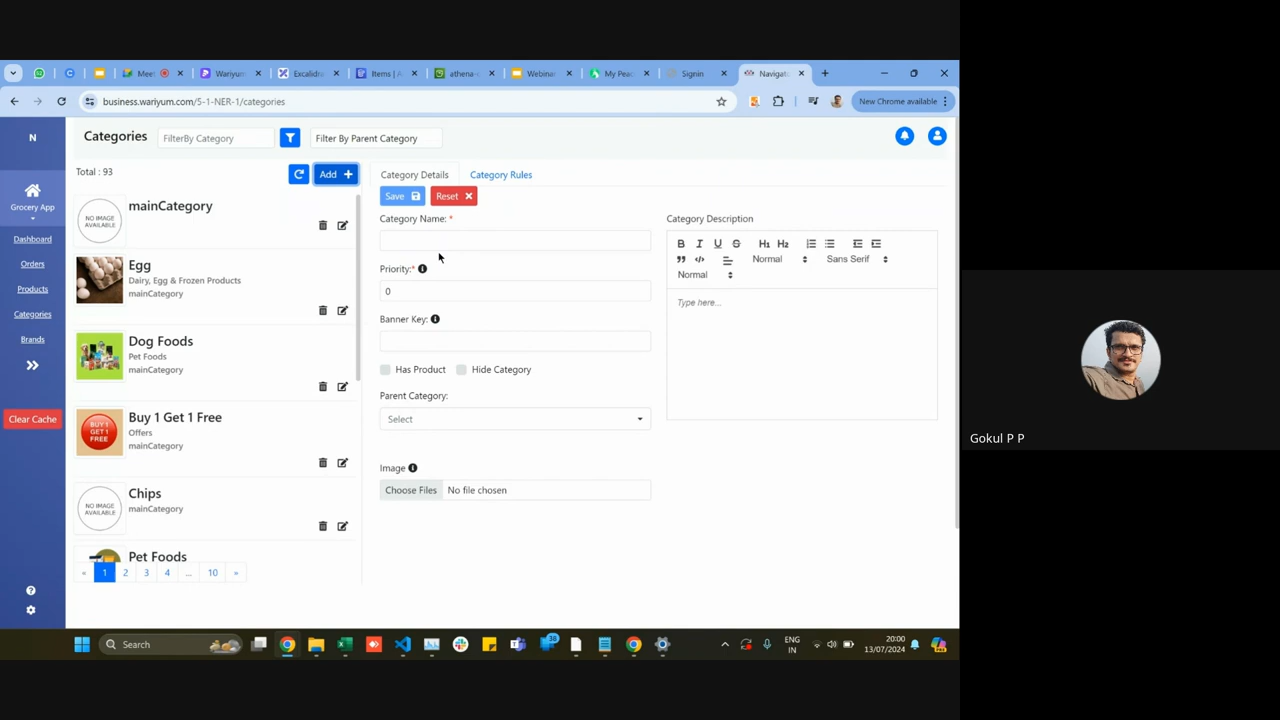 Meet
Wariyum
Excalidra
Items | A
athena-
Webinar
My Peac
Signin
Navigat
business.wariyum.com/5-1-NER-1/categories
New Chrome available
N
Grocery App
Dashboard
Orders
Products
Categories
Brands
Clear Cache
Categories
FilterBy Category
Filter By Parent Category
Total : 93
Add +
NO IMAGE AVAILABLE
mainCategory
Egg
Dairy, Egg & Frozen Products
mainCategory
Dog Foods
Pet Foods
mainCategory
BUY 1 GET 1 FREE
Buy 1 Get 1 Free
Offers
mainCategory
NO IMAGE AVAILABLE
Chips
mainCategory
Pet Foods
« 1 2 3 4 ... 10 »
Category Details
Category Rules
Save
Reset
Category Name: *
Priority:*
0
Banner Key:
Has Product
Hide Category
Parent Category:
Select
Image
Choose Files No file chosen
Category Description
B I U S H1 H2
Normal
Sans Serif
Normal
Type here...
Gokul P P
Search
38
ENG
IN
20:00
13/07/2024